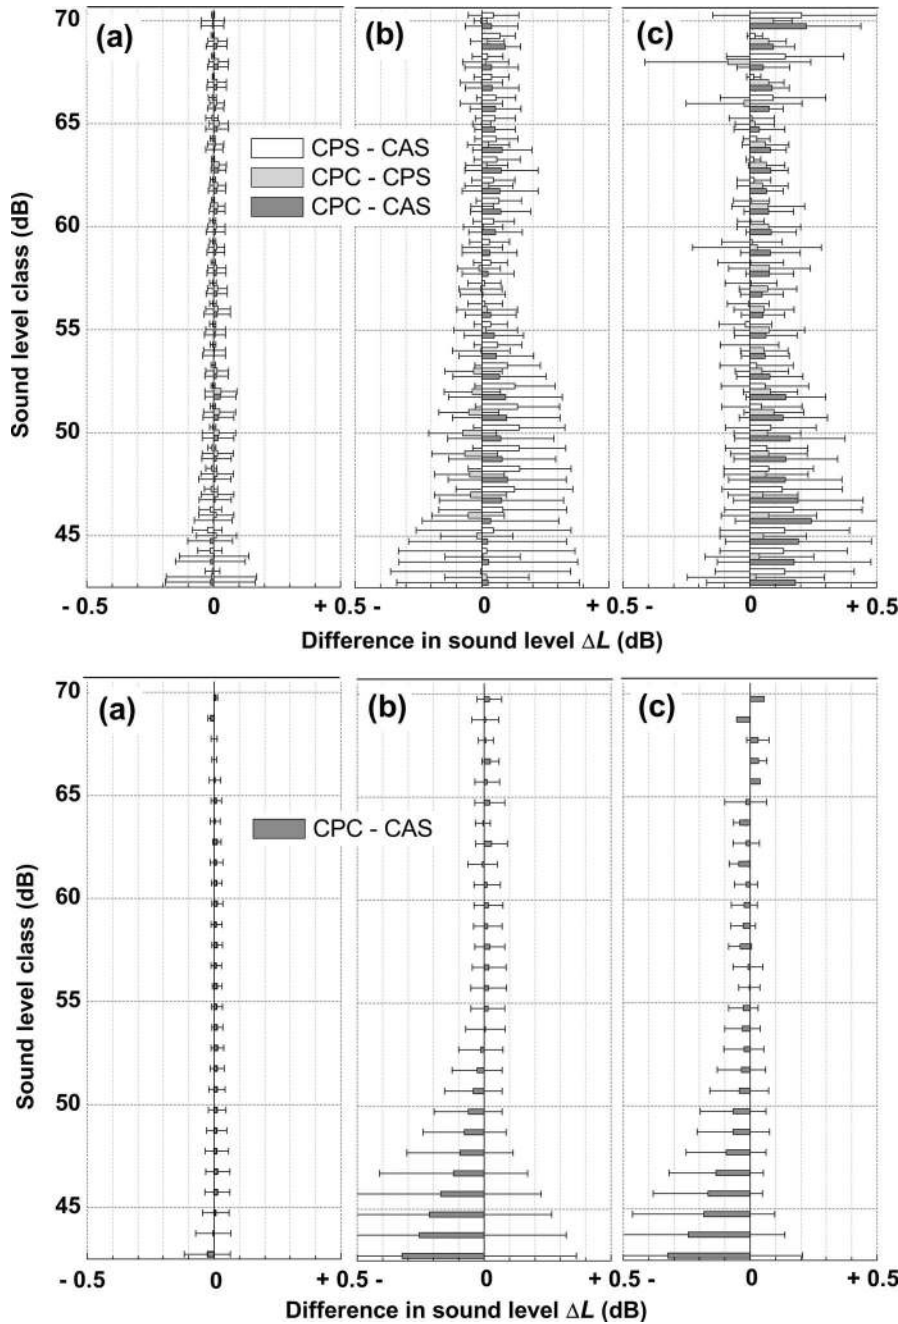 70
(a)
(b)
(c)
65
CPS - CAS
CPC - CPS
CPC - CAS
60
55
50
45
Sound level class (dB)
- 0.5 0 + 0.5 - 0 + 0.5 - 0 + 0.5
Difference in sound level ΔL (dB)
70
(a)
(b)
(c)
65
CPC - CAS
60
55
50
45
Sound level class (dB)
- 0.5 0 + 0.5 - 0 + 0.5 - 0 + 0.5
Difference in sound level ΔL (dB)